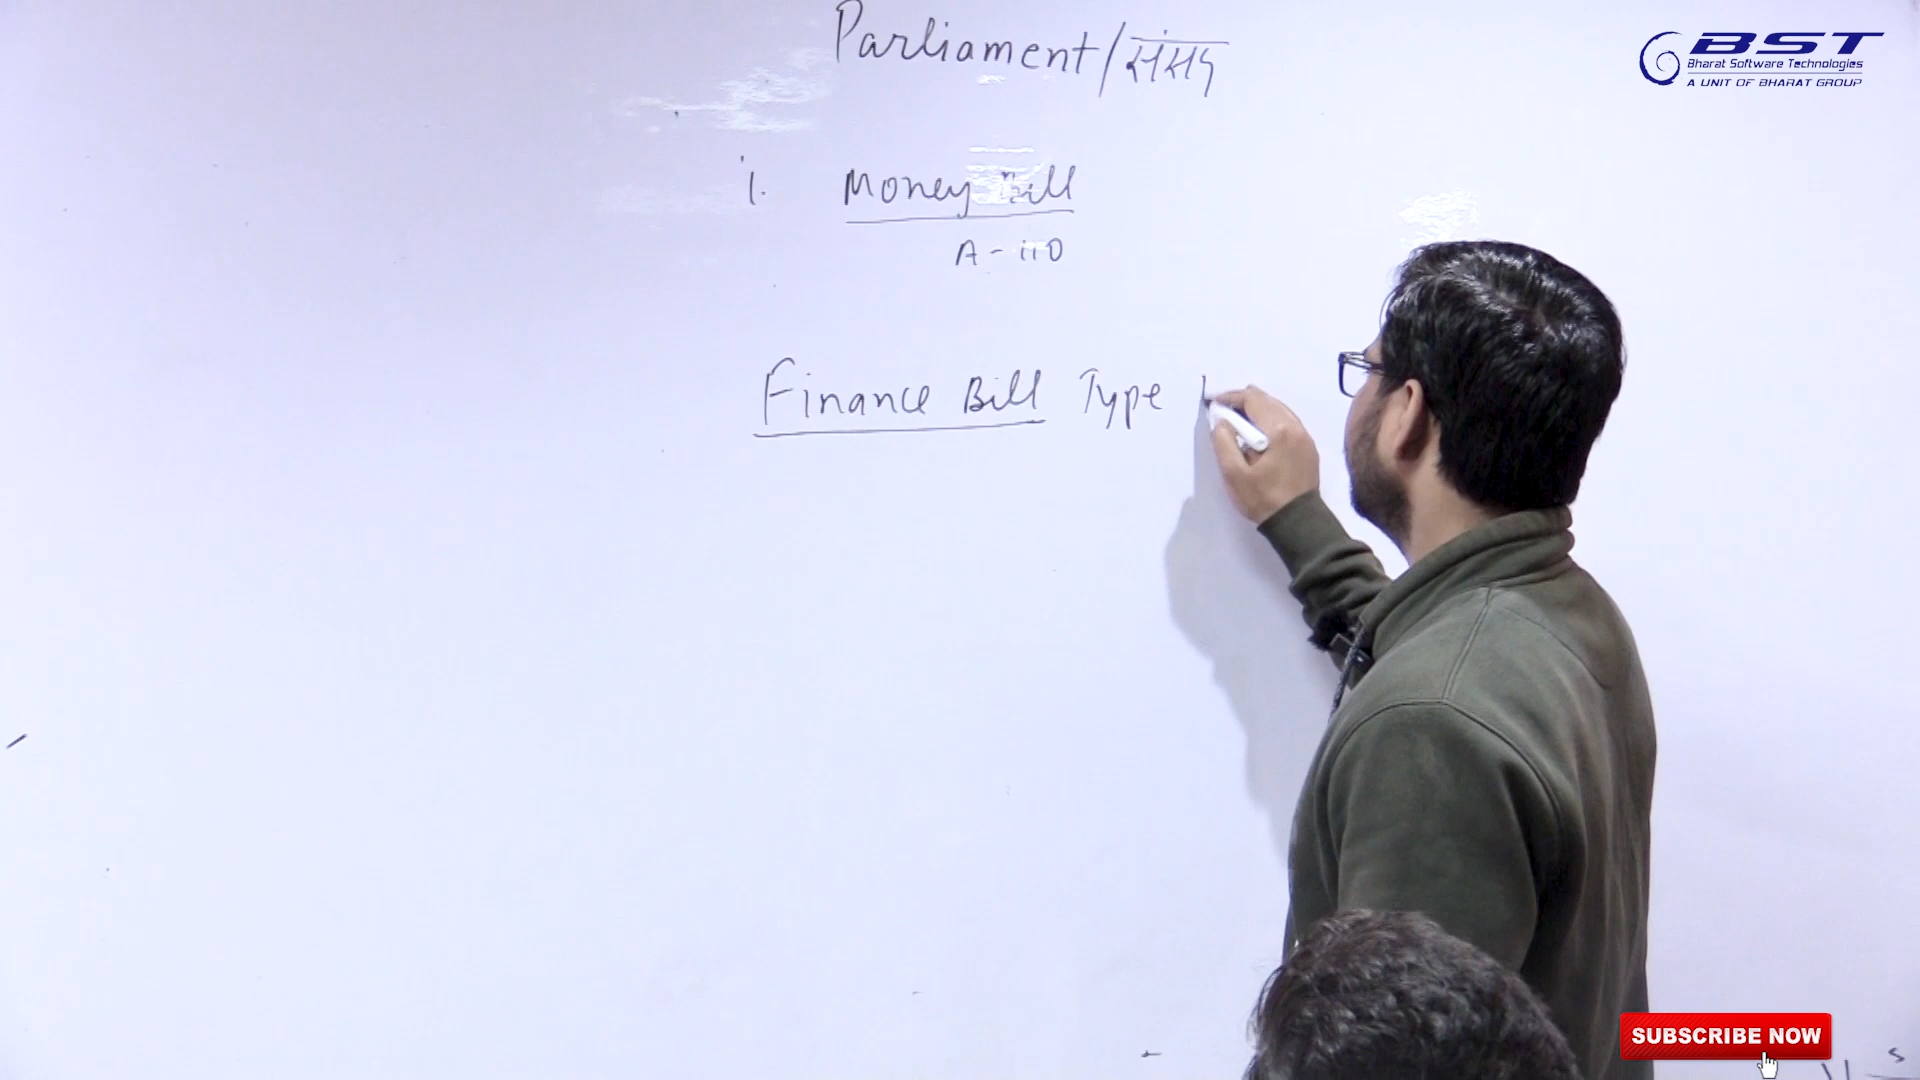 Parliament/संसद
BST
Bharat Software Technologies
A UNIT OF BHARAT GROUP
1. Money Bill
A-110
Finance Bill Type
SUBSCRIBE NOW